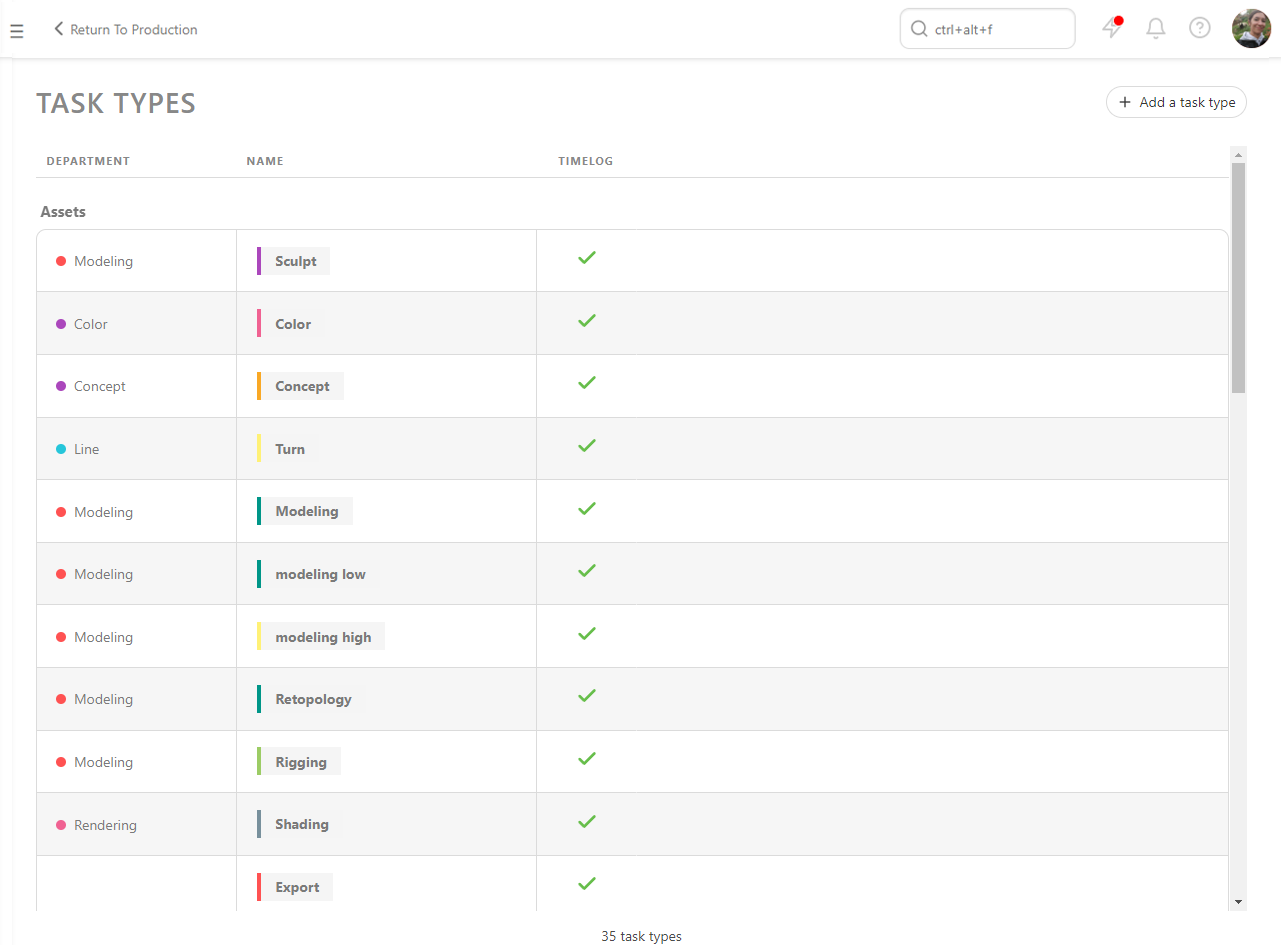 Return To Production
ctrl+alt+f
TASK TYPES
Add a task type
DEPARTMENT NAME TIMELOG
Assets
Modeling Sculpt
Color Color
Concept Concept
Line Turn
Modeling Modeling
Modeling modeling low
Modeling modeling high
Modeling Retopology
Modeling Rigging
Rendering Shading
Export
35 task types